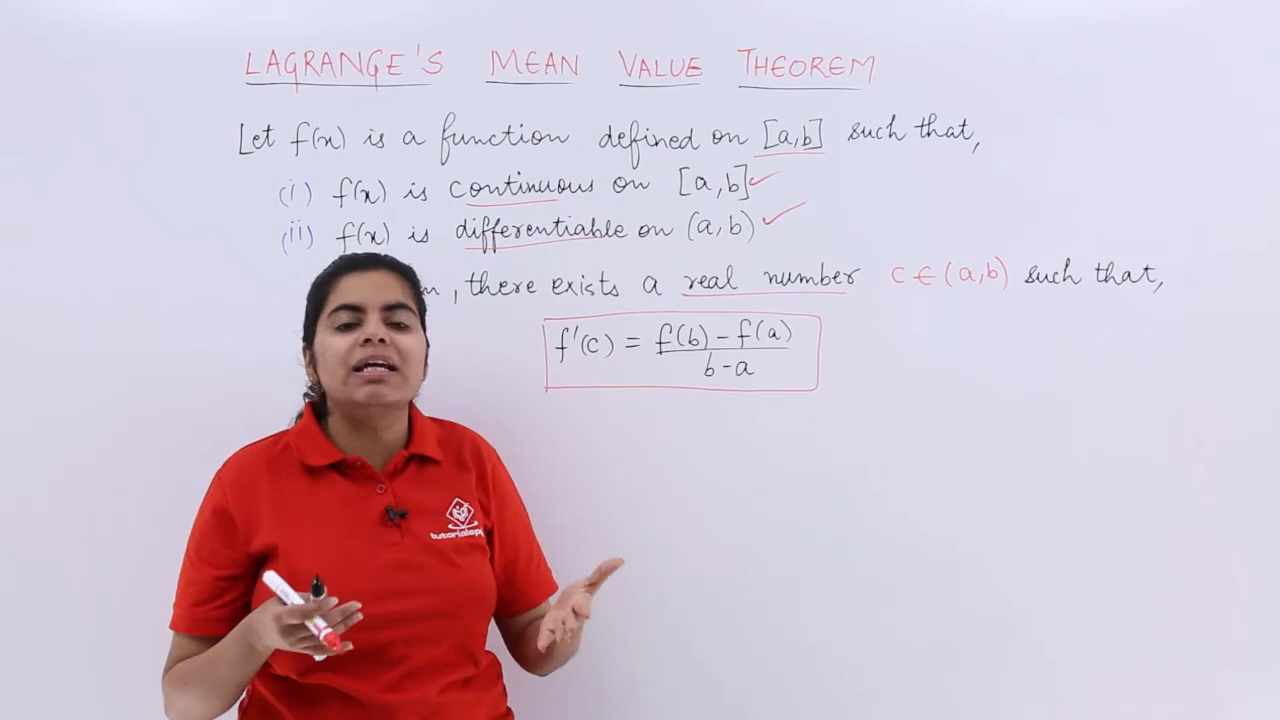 LAGRANGE'S MEAN VALUE THEOREM
Let f(x) is a function defined on [a,b] such that,
(i) f(x) is continuous on [a,b] ✓
(ii) f(x) is differentiable on (a,b) ✓
, there exists a real number c ∈ (a,b) such that,
f'(c) = f(b) - f(a)
b - a